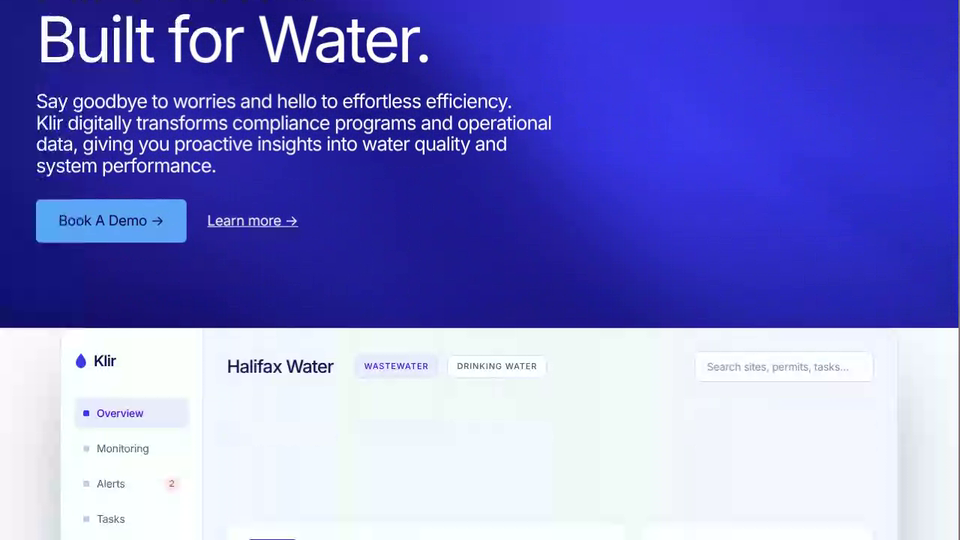 Built for Water.
Say goodbye to worries and hello to effortless efficiency.
Klir digitally transforms compliance programs and operational
data, giving you proactive insights into water quality and
system performance.
Book A Demo →
Learn more →
Klir
Halifax Water
WASTEWATER
DRINKING WATER
Search sites, permits, tasks...
Overview
Monitoring
Alerts
2
Tasks